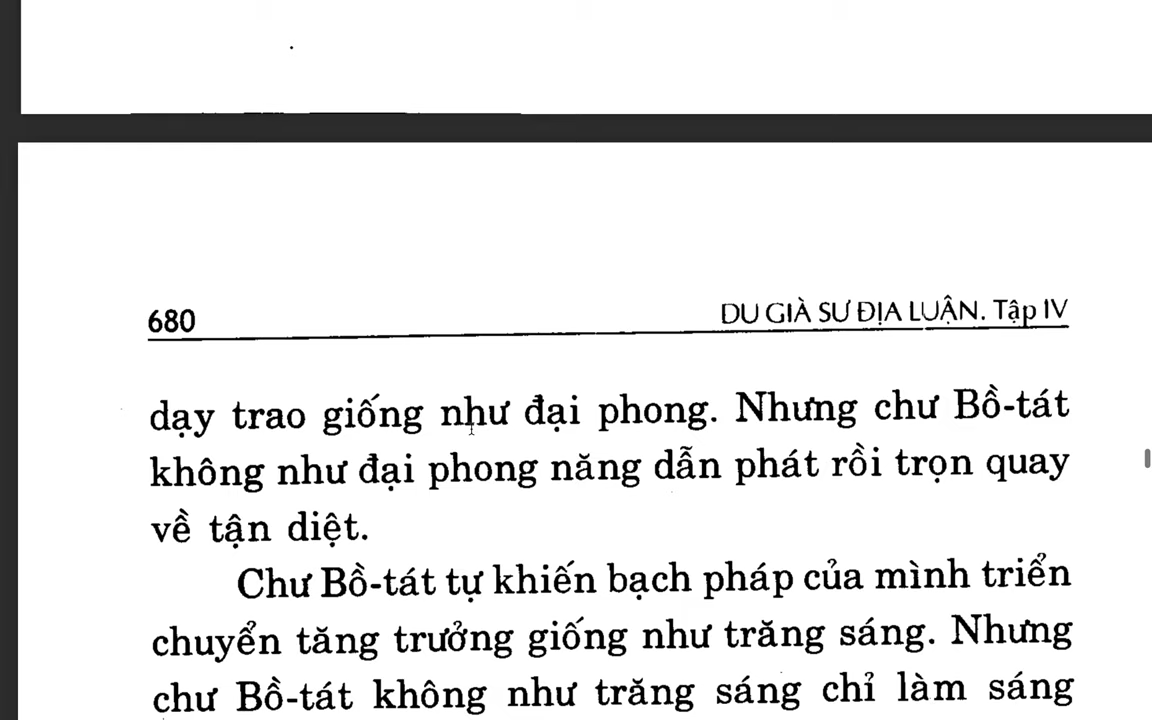 680
DU GIÀ SƯ ĐỊA LUẬN. Tập IV
dạy trao giống như đại phong. Nhưng chư Bồ-tát
không như đại phong năng dẫn phát rồi trọn quay
về tận diệt.
Chư Bồ-tát tự khiến bạch pháp của mình triển
chuyển tăng trưởng giống như trăng sáng. Nhưng
chư Bồ-tát không như trăng sáng chỉ làm sáng